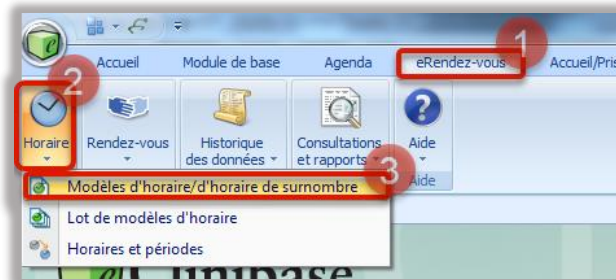 1
Accueil Module de base Agenda eRendez-vous Accueil/Pris
2
Horaire Rendez-vous Historique des données Consultations et rapports Aide
3
Aide
Modèles d'horaire/d'horaire de surnombre
Lot de modèles d'horaire
Horaires et périodes
Clinibase